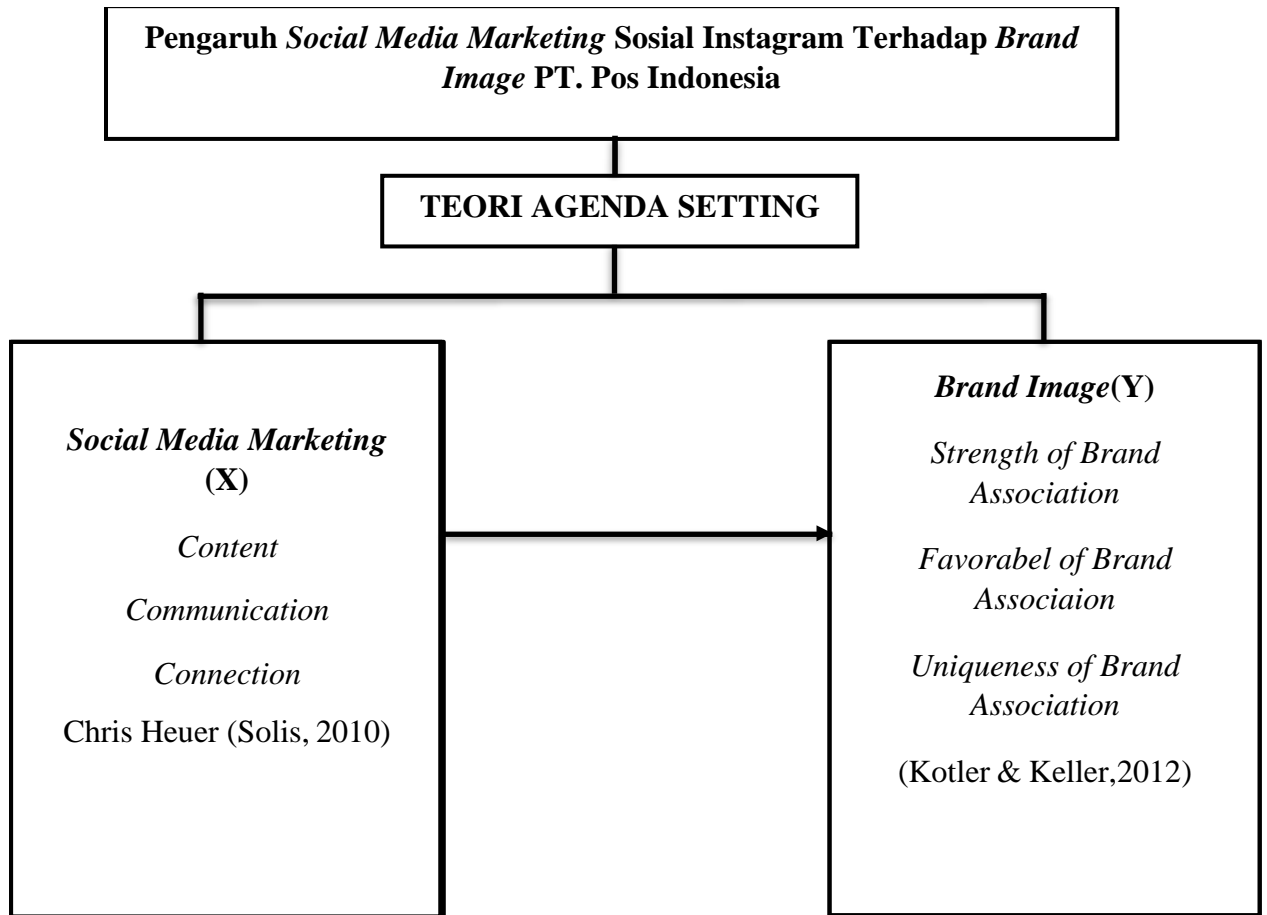 Pengaruh Social Media Marketing Sosial Instagram Terhadap Brand
Image PT. Pos Indonesia
TEORI AGENDA SETTING
Social Media Marketing
(X)
Content
Communication
Connection
Chris Heuer (Solis, 2010)
Brand Image(Y)
Strength of Brand
Association
Favorabel of Brand
Associaion
Uniqueness of Brand
Association
(Kotler & Keller,2012)